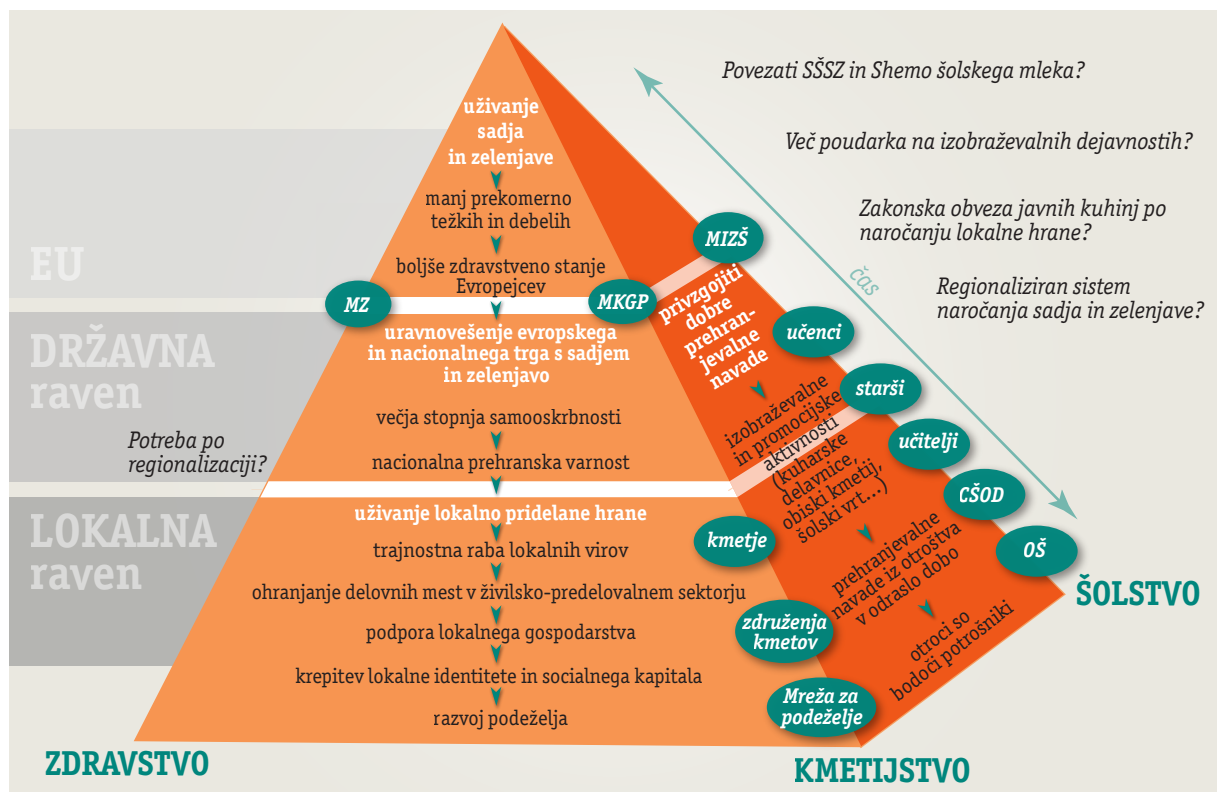 Povezati SŠSZ in Shemo šolskega mleka?
Več poudarka na izobraževalnih dejavnostih?
Zakonska obveza javnih kuhinj po
naročanju lokalne hrane?
Regionaliziran sistem
naročanja sadja in zelenjave?
čas
EU
DRŽAVNA
raven
Potreba po
regionalizaciji?
LOKALNA
raven
uživanje
sadja
in zelenjave
manj prekomerno
težkih in debelih
boljše zdravstveno stanje
Evropejcev
MZ
MKGP
MIZŠ
uravnovešenje evropskega
in nacionalnega trga s sadjem
in zelenjavo
večja stopnja samooskrbnosti
nacionalna prehranska varnost
uživanje lokalno pridelane hrane
trajnostna raba lokalnih virov
ohranjanje delovnih mest v živilsko-predelovalnem sektorju
podpora lokalnega gospodarstva
krepitev lokalne identitete in socialnega kapitala
razvoj podeželja
privzgojiti
dobre
prehran-
jevalne
navade
izobraževalne
in promocijske
aktivnosti
(kuharske
delavnice,
obiski kmetij,
šolski vrt...)
prehranjevalne
navade iz otroštva
v odraslo dobo
otroci so
bodoči potrošniki
učenci
starši
učitelji
CŠOD
OŠ
kmetje
združenja
kmetov
Mreža za
podeželje
ŠOLSTVO
ZDRAVSTVO
KMETIJSTVO